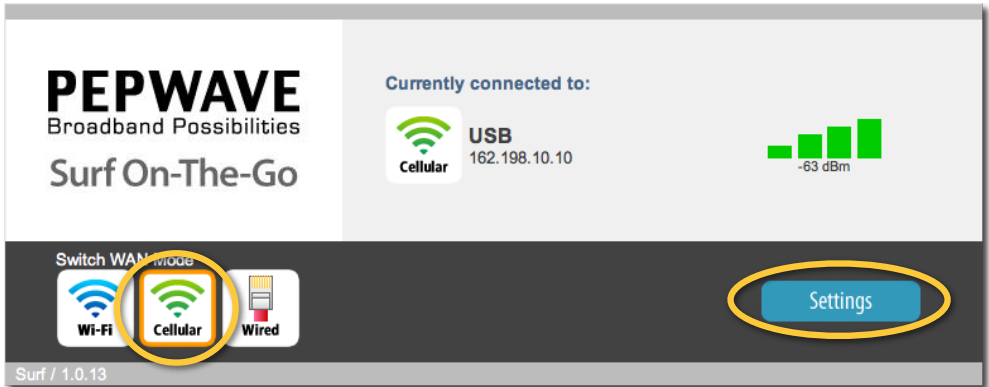 PEPWAVE
Broadband Possibilities
Surf On-The-Go
Currently connected to:
Cellular
USB
162.198.10.10
-63 dBm
Switch WAN Mode
Wi-Fi
Cellular
Wired
Settings
Surf / 1.0.13